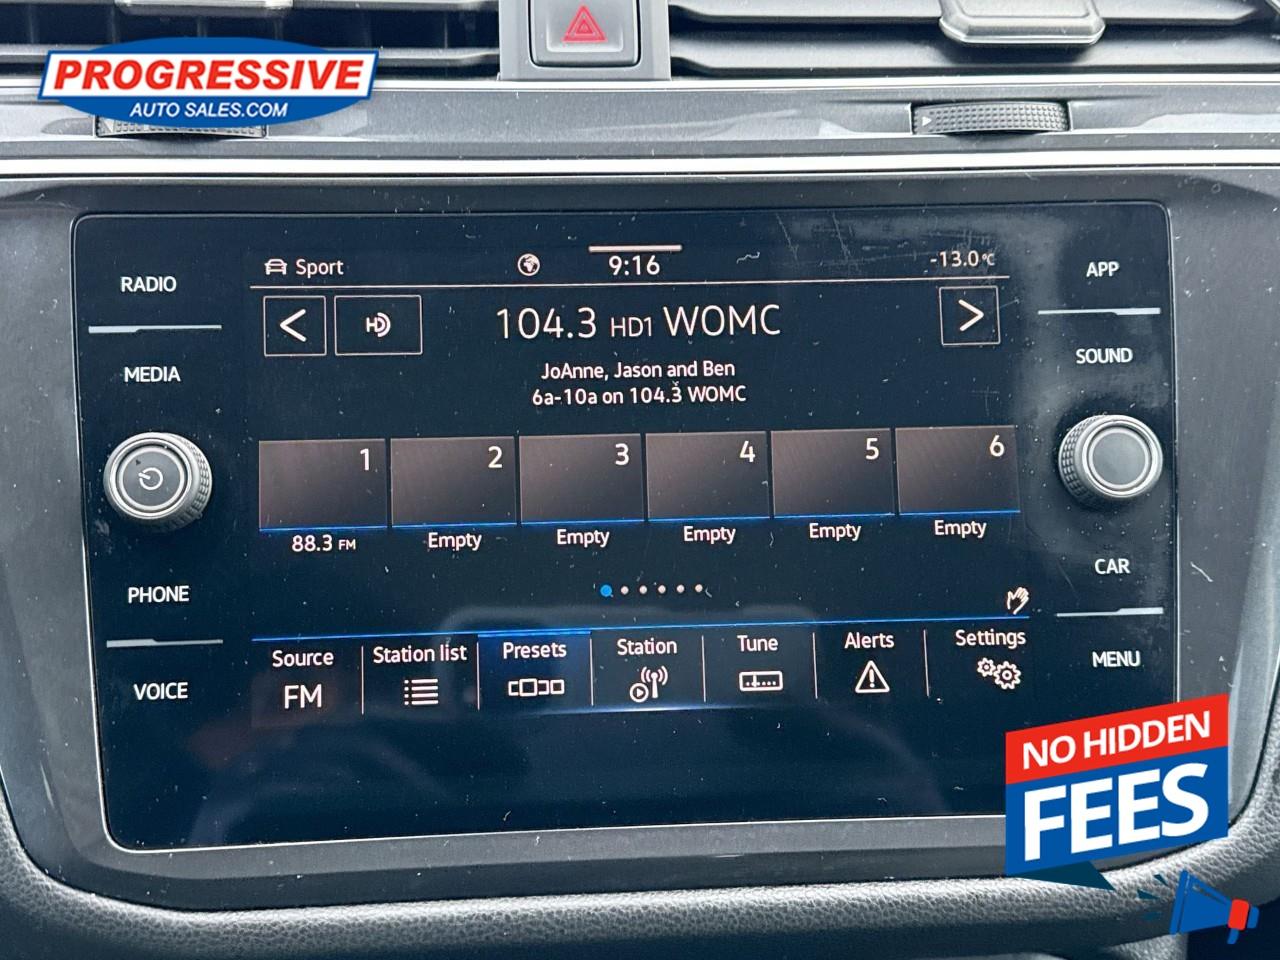 PROGRESSIVE
AUTO SALES.COM
RADIO
MEDIA
PHONE
VOICE
Sport
9:16
-13.0°C
104.3 HD1 WOMC
JoAnne, Jason and Ben
6a-10a on 104.3 WOMC
1 2 3 4 5 6
88.3 FM Empty Empty Empty Empty Empty
Source Station list Presets Station Tune Alerts Settings
FM
APP
SOUND
CAR
MENU
NO HIDDEN
FEES